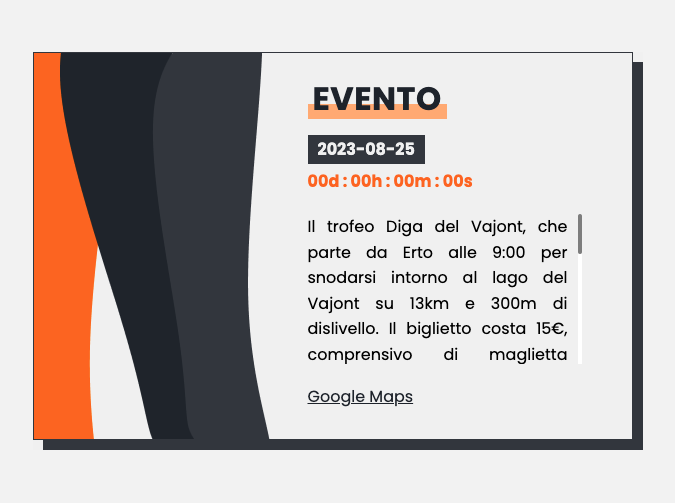 EVENTO
2023-08-25
00d : 00h : 00m : 00s
Il trofeo Diga del Vajont, che
parte da Erto alle 9:00 per
snodarsi intorno al lago del
Vajont su 13km e 300m di
dislivello. Il biglietto costa 15€,
comprensivo di maglietta
Google Maps